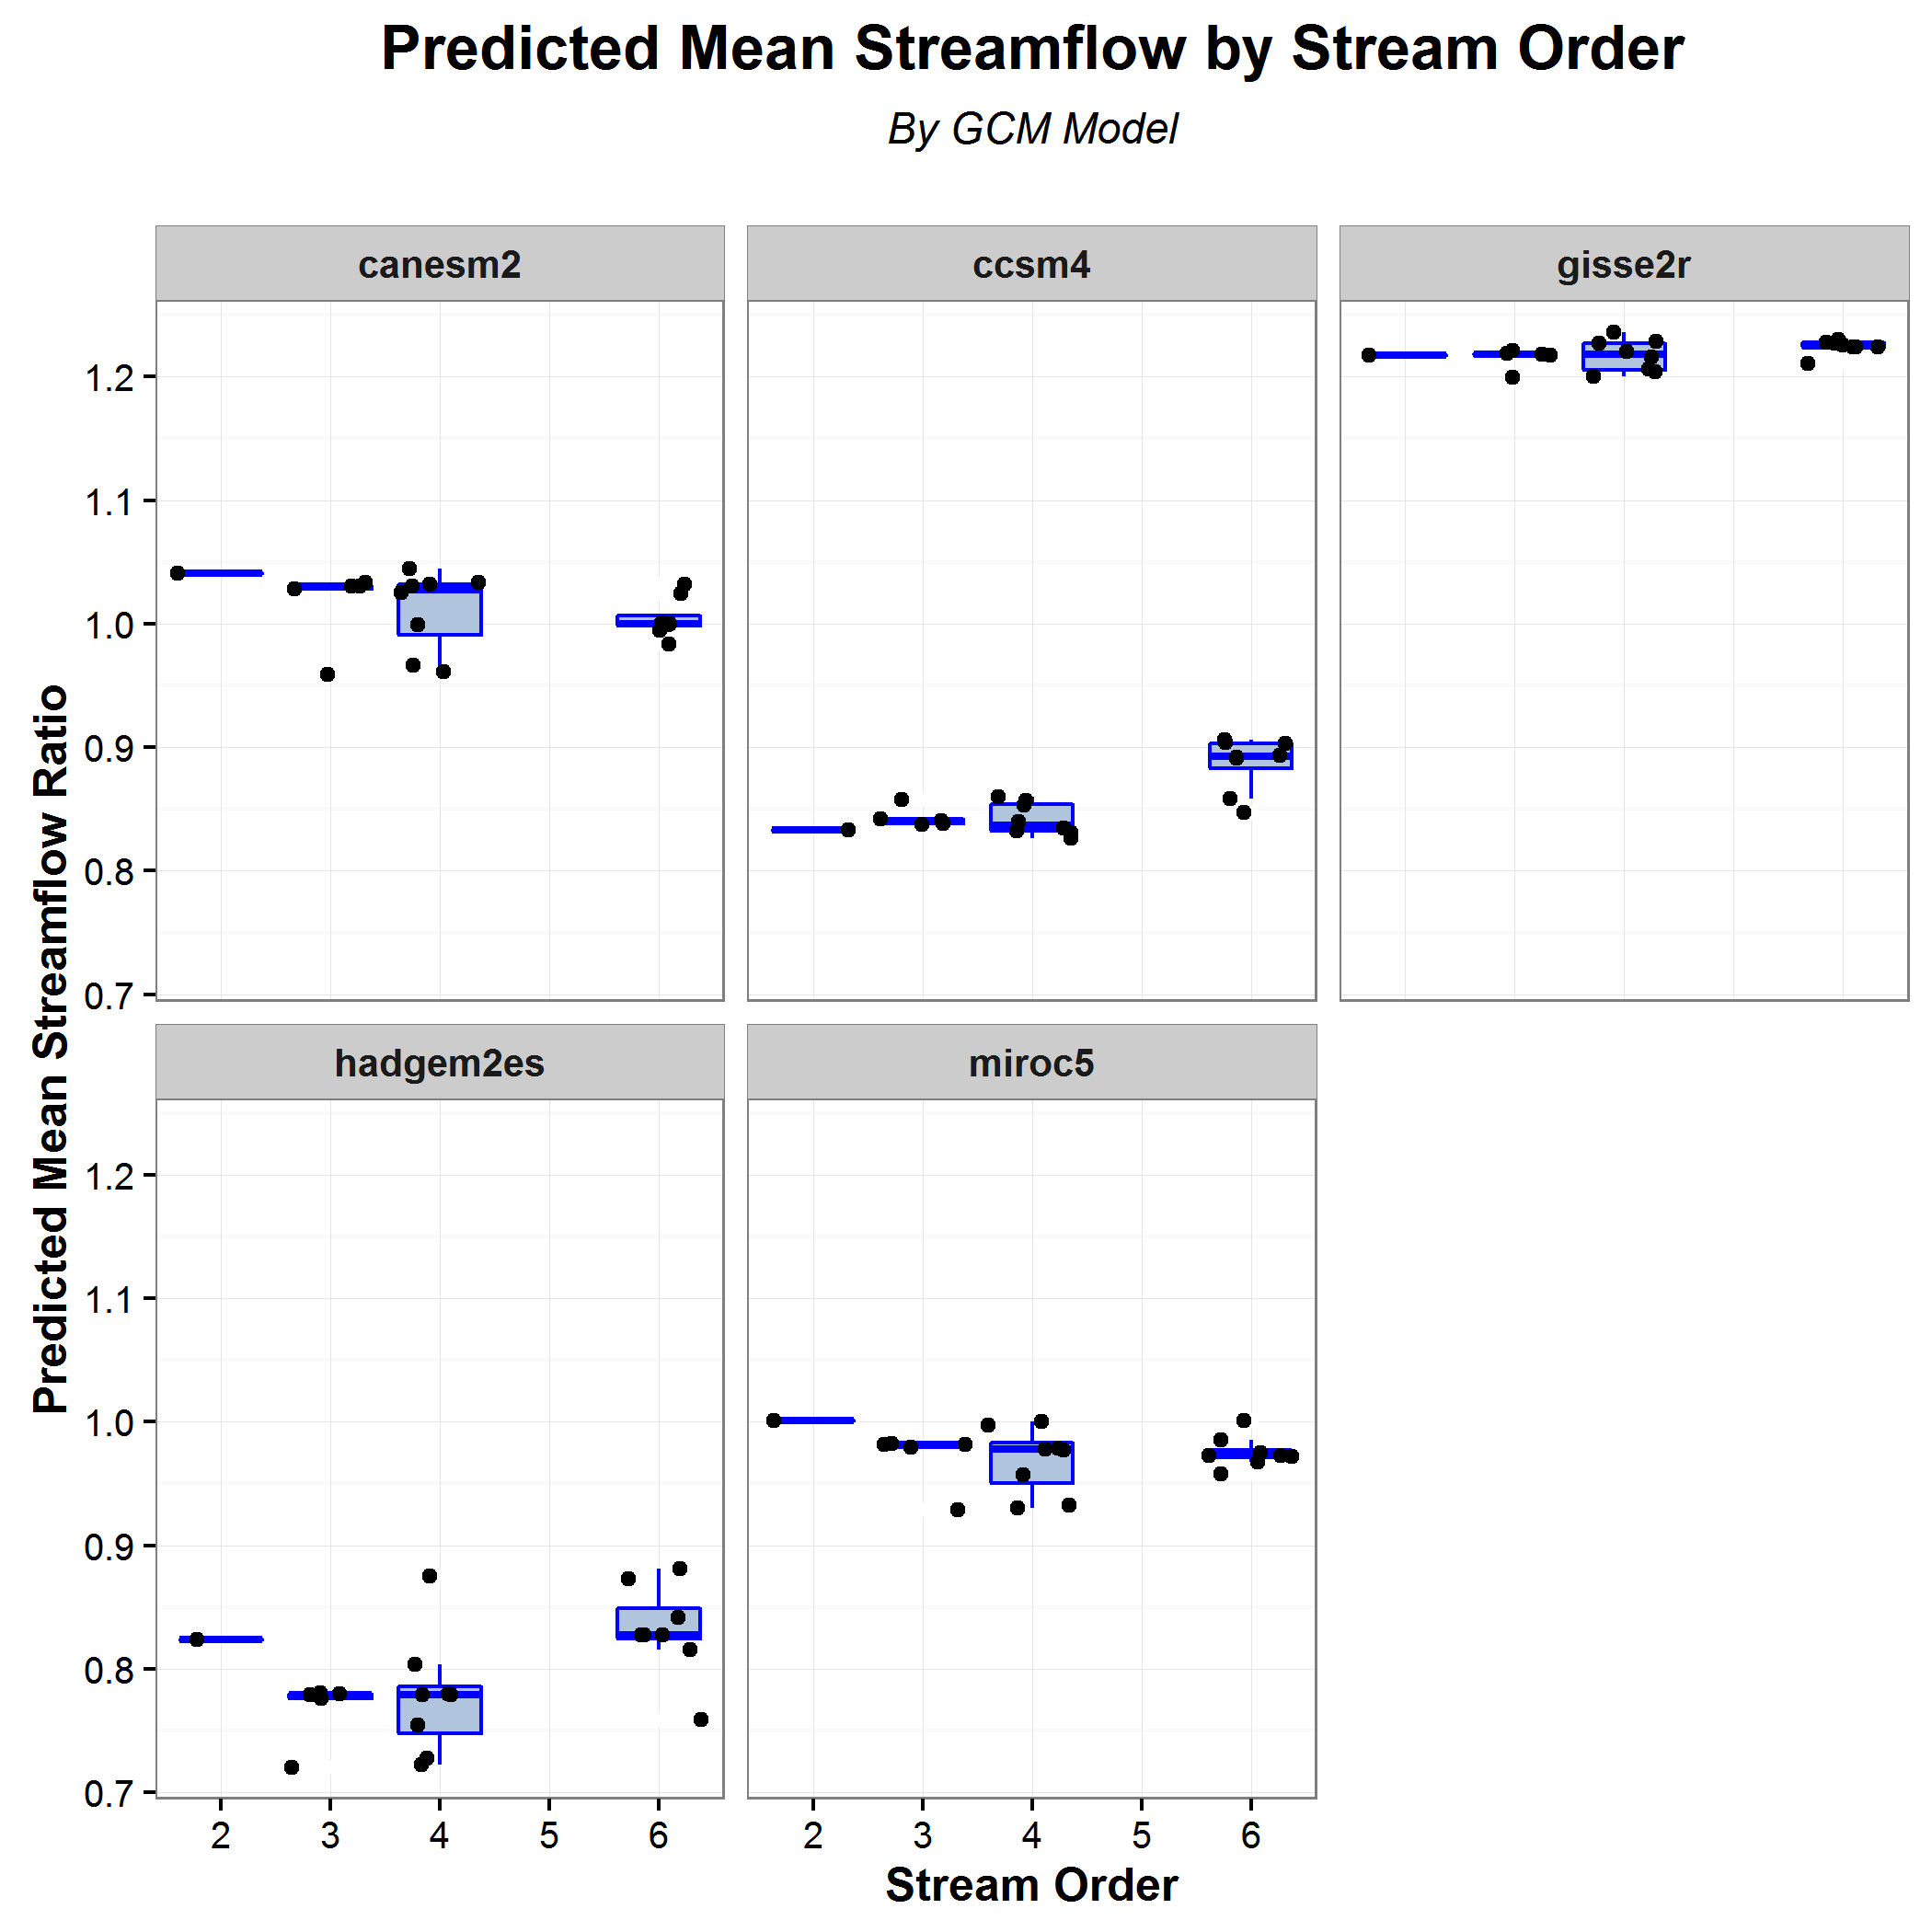 Predicted Mean Streamflow by Stream Order
By GCM Model
canesm2
ccsm4
gisse2r
1.2
1.1
1.0
0.9
0.8
0.7
Predicted Mean Streamflow Ratio
hadgem2es
miroc5
1.2
1.1
1.0
0.9
0.8
0.7
2 3 4 5 6
2 3 4 5 6
Stream Order